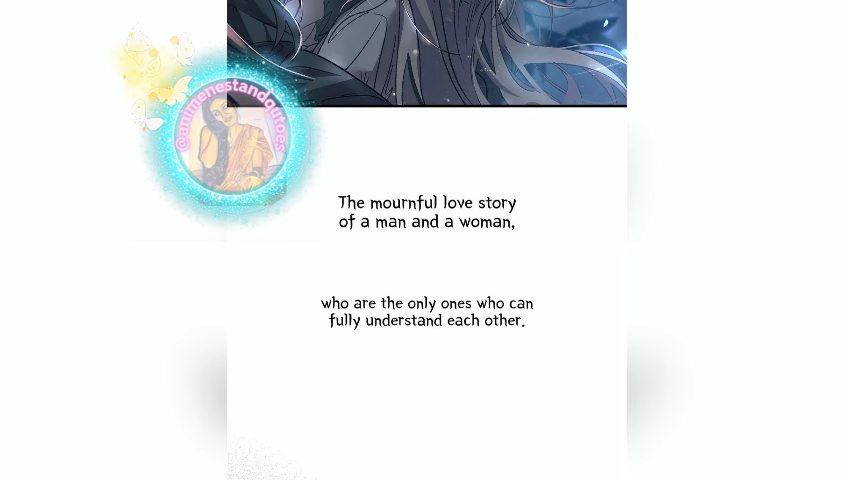 @animenestandqutoes
The mournful love story
of a man and a woman,
who are the only ones who can
fully understand each other.